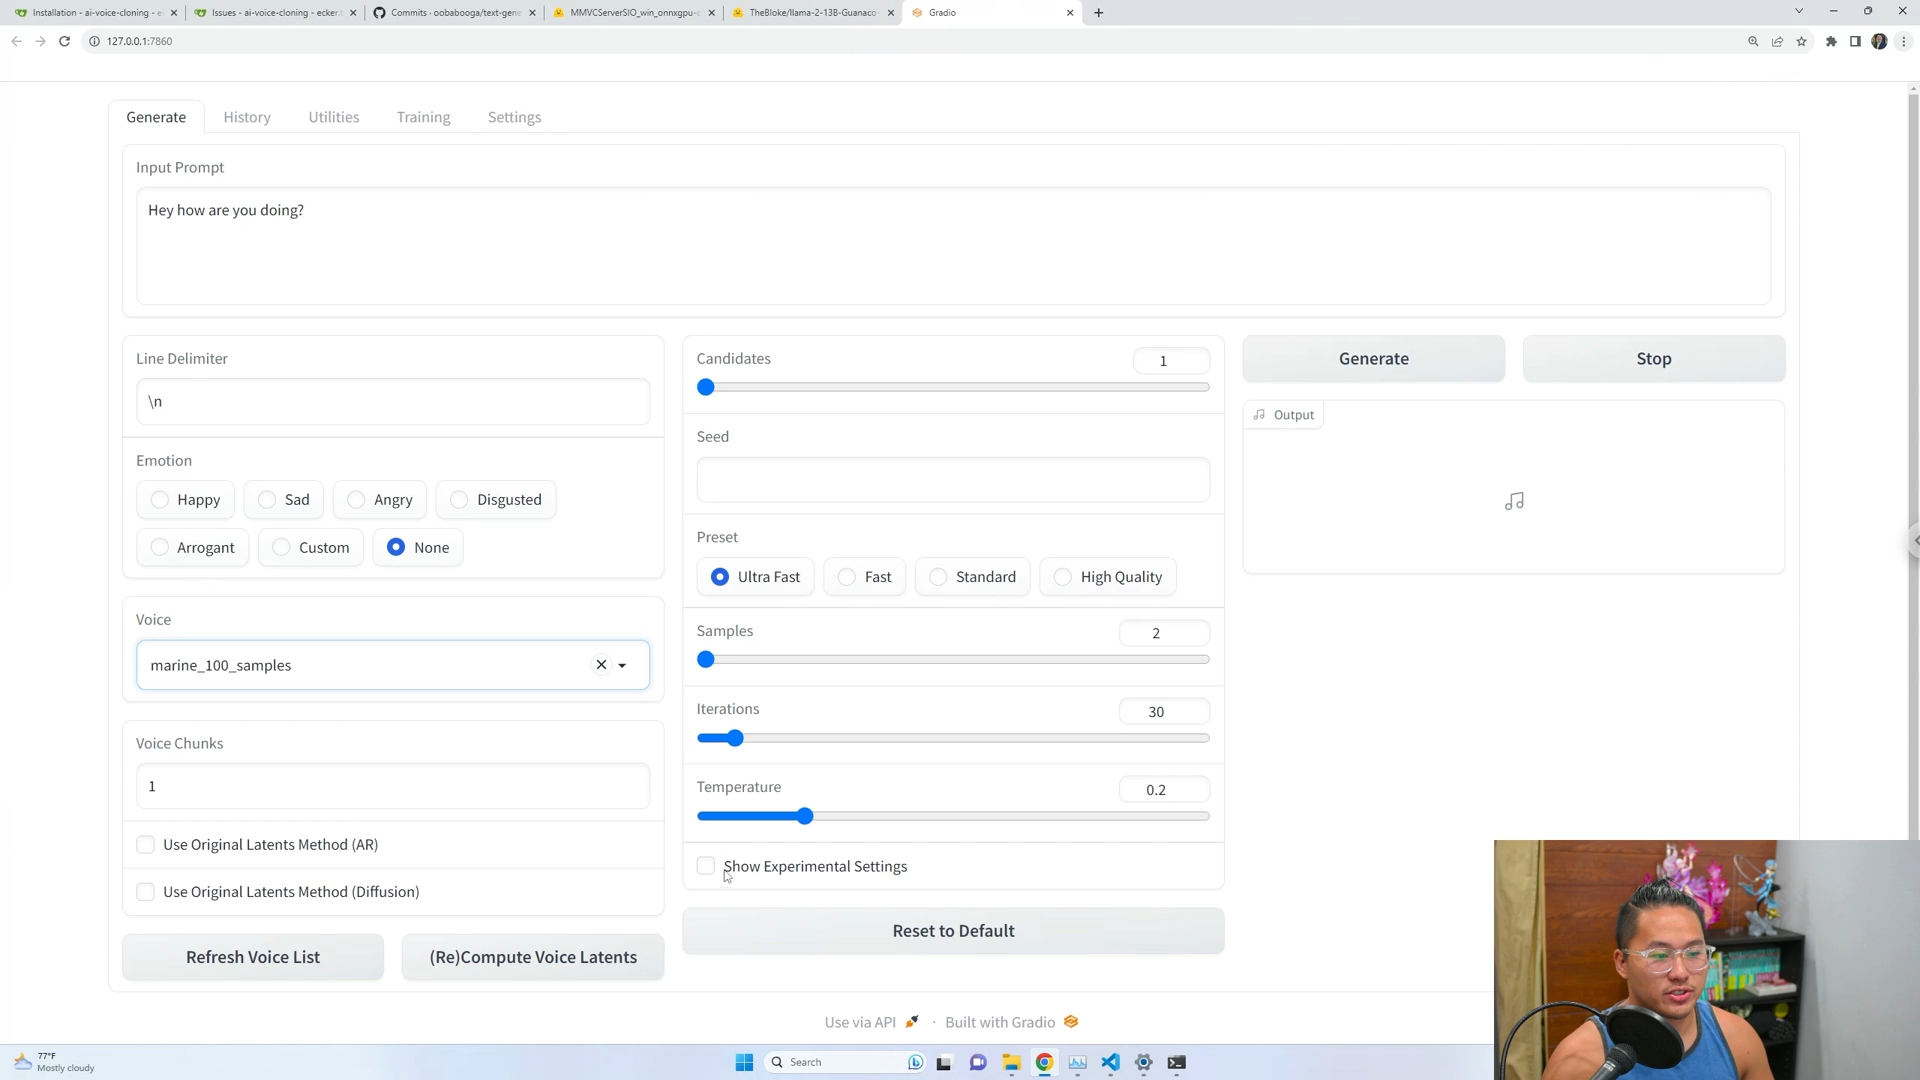 Installation - ai-voice-cloning - e
Issues - ai-voice-cloning - ecker.t
Commits · oobabooga/text-gene
MMVCServerSIO_win_onnxgpu-c
TheBloke/llama-2-13B-Guanaco
Gradio
127.0.0.1:7860
Generate
History
Utilities
Training
Settings
Input Prompt
Hey how are you doing?
Line Delimiter
\n
Emotion
Happy
Sad
Angry
Disgusted
Arrogant
Custom
None
Voice
marine_100_samples
Voice Chunks
1
Use Original Latents Method (AR)
Use Original Latents Method (Diffusion)
Refresh Voice List
(Re)Compute Voice Latents
Candidates
1
Seed
Preset
Ultra Fast
Fast
Standard
High Quality
Samples
2
Iterations
30
Temperature
0.2
Show Experimental Settings
Reset to Default
Generate
Stop
Output
Use via API
·
Built with Gradio
77°F
Mostly cloudy
Search